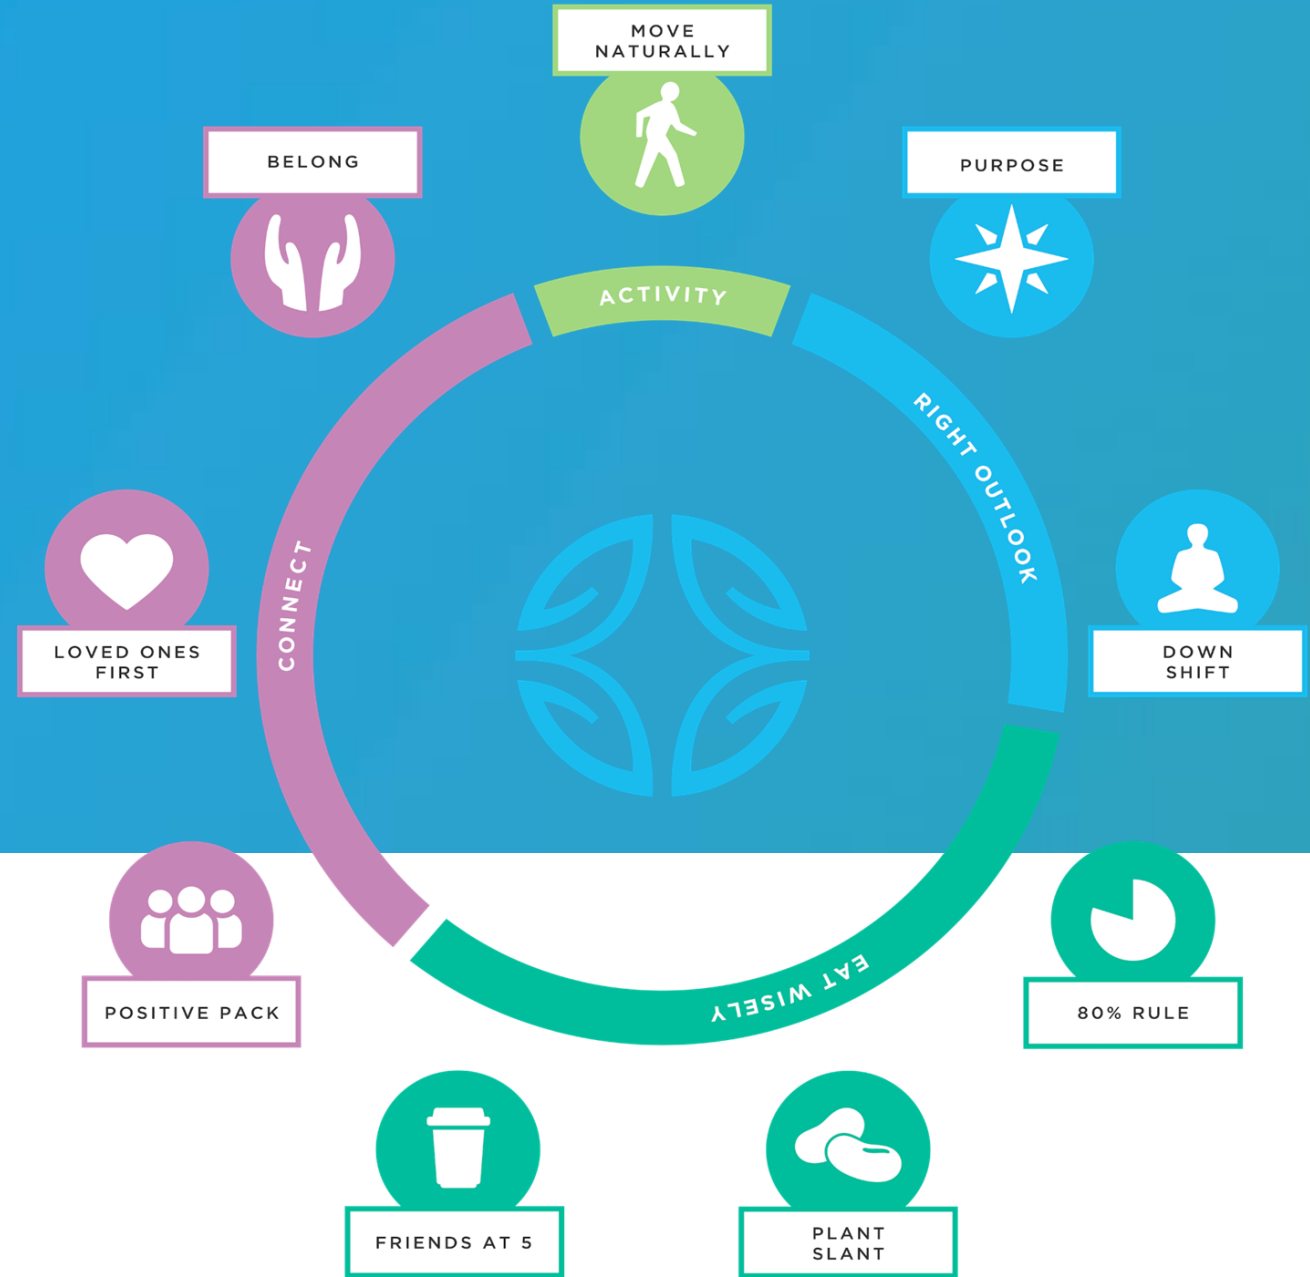 MOVE
NATURALLY
BELONG
PURPOSE
ACTIVITY
RIGHT OUTLOOK
CONNECT
LOVED ONES
FIRST
DOWN
SHIFT
EAT WISELY
POSITIVE PACK
80% RULE
FRIENDS AT 5
PLANT
SLANT